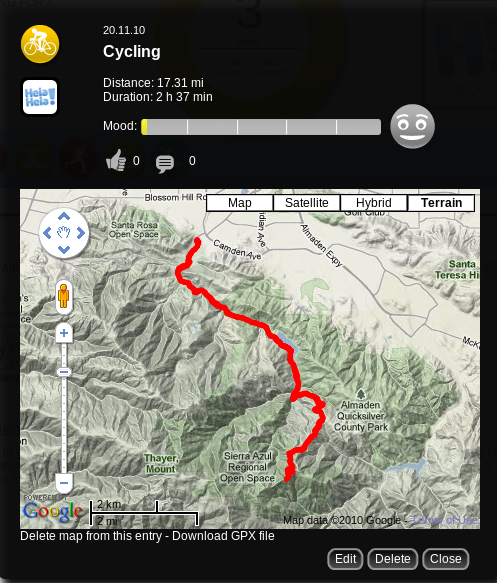 3
20.11.10
Cycling
Heia
Heia!
Distance: 17.31 mi
Duration: 2 h 37 min
Mood:
0 0
Map Satellite Hybrid Terrain
Blossom Hill
Golf Club
Santa Rosa
Open Space
Camden Ave
Almaden Expy
Santa
Teresa
Almaden
Quicksilver
County Park
Thayer,
Mount
Sierra Azul
Regional
Open Space
POWERED BY
Google
2 km
2 mi
Map data ©2010 Google - Terms of Use
Delete map from this entry - Download GPX file
Edit Delete Close